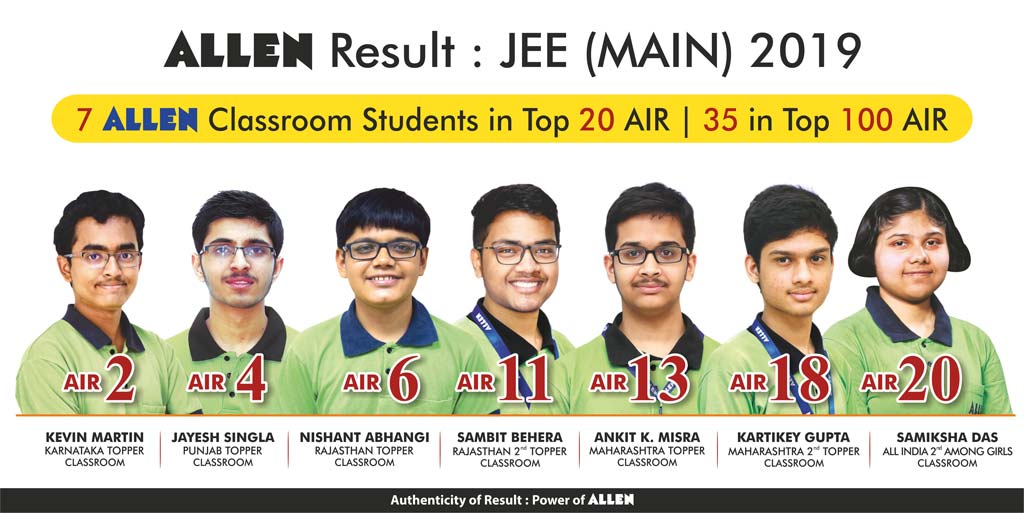 ALLEN Result : JEE (MAIN) 2019
7 ALLEN Classroom Students in Top 20 AIR | 35 in Top 100 AIR
ALLEN
ALLEN
AIR 2
AIR 4
AIR 6
AIR 11
AIR 13
AIR 18
AIR 20
KEVIN MARTIN
KARNATAKA TOPPER
CLASSROOM
JAYESH SINGLA
PUNJAB TOPPER
CLASSROOM
NISHANT ABHANGI
RAJASTHAN TOPPER
CLASSROOM
SAMBIT BEHERA
RAJASTHAN 2nd TOPPER
CLASSROOM
ANKIT K. MISRA
MAHARASHTRA TOPPER
CLASSROOM
KARTIKEY GUPTA
MAHARASHTRA 2nd TOPPER
CLASSROOM
SAMIKSHA DAS
ALL INDIA 2nd AMONG GIRLS
CLASSROOM
Authenticity of Result : Power of ALLEN